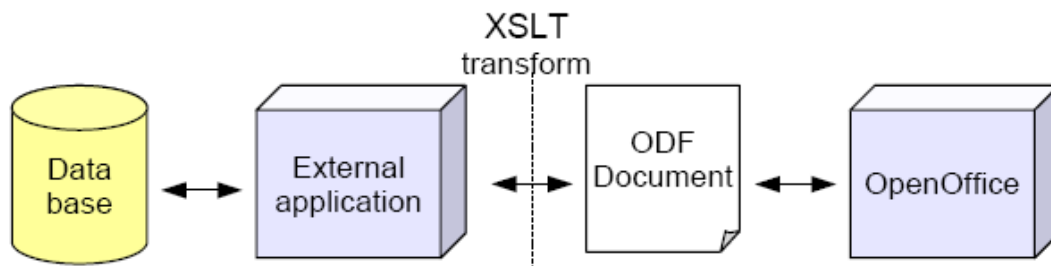 XSLT
transform
Data
base
External
application
ODF
Document
OpenOffice